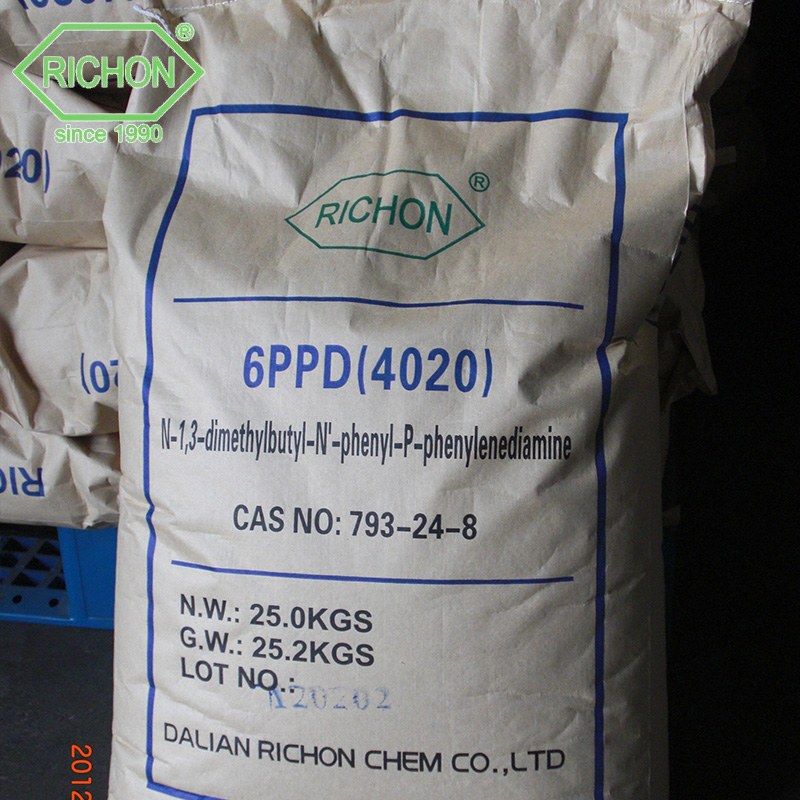 RICHON®
since 1990
RICHON®
6PPD(4020)
N-1,3-dimethylbutyl-N'-phenyl-P-phenylenediamine
CAS NO: 793-24-8
N.W.: 25.0KGS
G.W.: 25.2KGS
LOT NO.:
DALIAN RICHON CHEM CO.,LTD
2012
20)